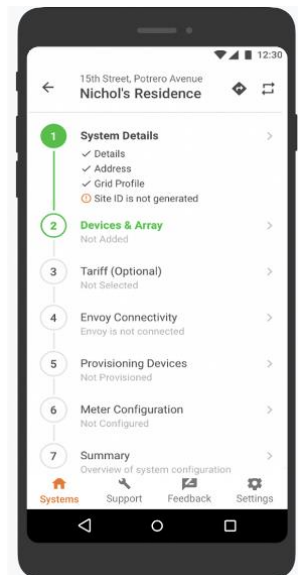 12:30
15th Street, Potrero Avenue
Nichol's Residence
1
System Details
Details
Address
Grid Profile
Site ID is not generated
2
Devices & Array
Not Added
3
Tariff (Optional)
Not Selected
4
Envoy Connectivity
Envoy is not connected
5
Provisioning Devices
Not Provisioned
6
Meter Configuration
Not Configured
7
Summary
Overview of system configuration
Systems Support Feedback Settings